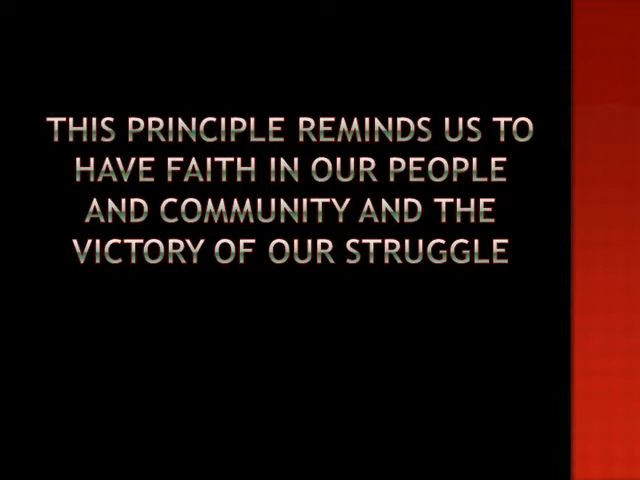 THIS PRINCIPLE REMINDS US TO
HAVE FAITH IN OUR PEOPLE
AND COMMUNITY AND THE
VICTORY OF OUR STRUGGLE